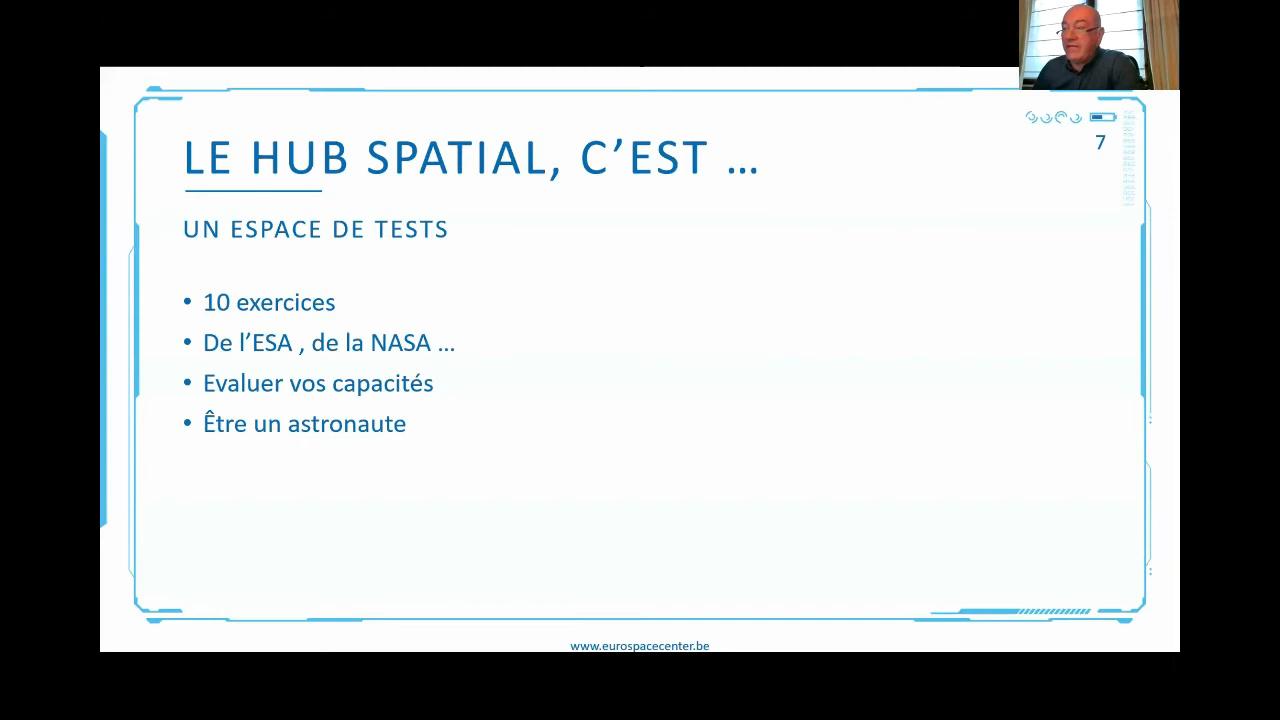 7
LE HUB SPATIAL, C’EST …
UN ESPACE DE TESTS
• 10 exercices
• De l’ESA , de la NASA …
• Evaluer vos capacités
• Être un astronaute
www.eurospacecenter.be